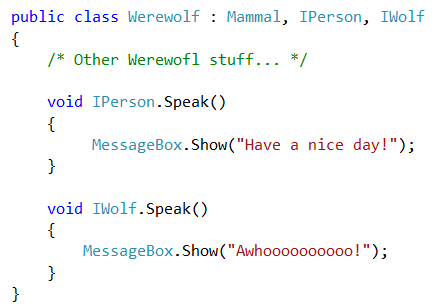 public class Werewolf : Mammal, IPerson, IWolf
{
/* Other Werewofl stuff... */
void IPerson.Speak()
{
MessageBox.Show("Have a nice day!");
}
void IWolf.Speak()
{
MessageBox.Show("Awhoooooooooo!");
}
}